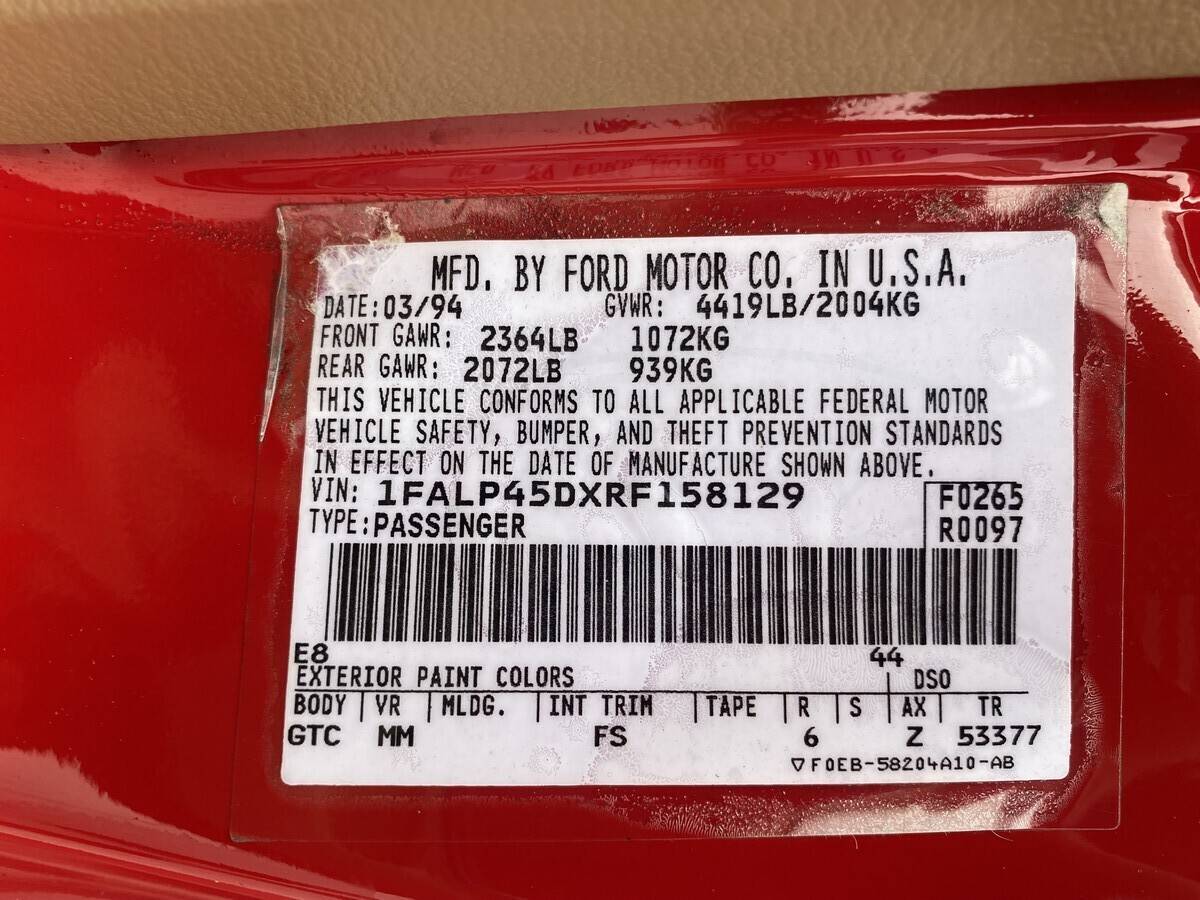 MFD. BY FORD MOTOR CO. IN U.S.A.
DATE: 03/94 GVWR: 4419LB/2004KG
FRONT GAWR: 2364LB 1072KG
REAR GAWR: 2072LB 939KG
THIS VEHICLE CONFORMS TO ALL APPLICABLE FEDERAL MOTOR
VEHICLE SAFETY, BUMPER, AND THEFT PREVENTION STANDARDS
IN EFFECT ON THE DATE OF MANUFACTURE SHOWN ABOVE.
VIN: 1FALP45DXRF158129 F0265
TYPE: PASSENGER R0097
E8 44
EXTERIOR PAINT COLORS DSO
BODY VR MLDG. INT TRIM TAPE R S AX TR
GTC MM FS 6 Z 53377
▽F0EB-58204A10-AB